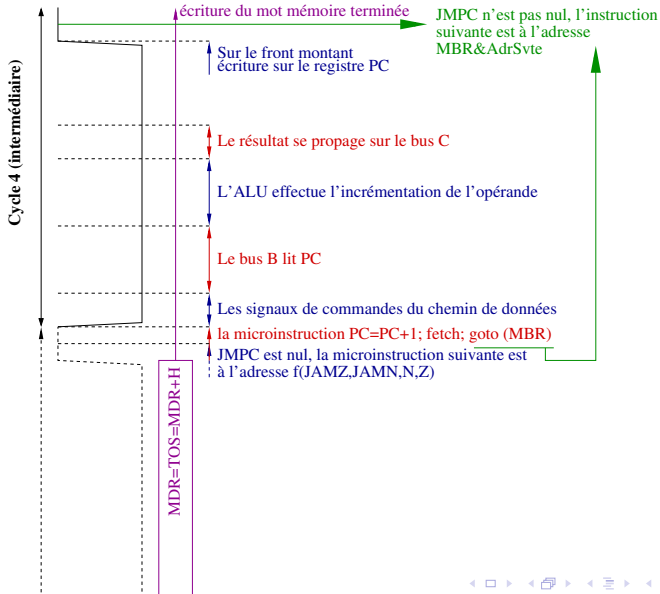 écriture du mot mémoire terminée
JMPC n'est pas nul, l'instruction
suivante est à l'adresse
MBR&AdrSvte
Sur le front montant
écriture sur le registre PC
Cycle 4 (intermédiaire)
Le résultat se propage sur le bus C
L'ALU effectue l'incrémentation de l'opérande
Le bus B lit PC
Les signaux de commandes du chemin de données
la microinstruction PC=PC+1; fetch; goto (MBR)
JMPC est nul, la microinstruction suivante est
à l'adresse f(JAMZ,JAMN,N,Z)
MDR=TOS=MDR+H